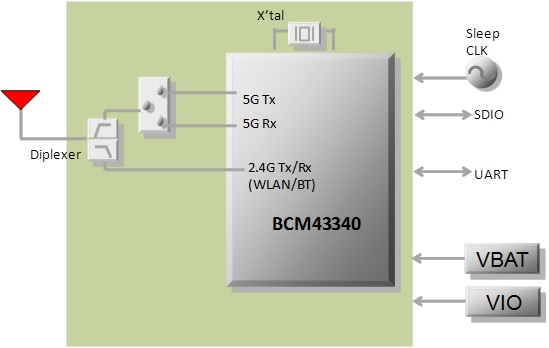 X'tal
Sleep
CLK
5G Tx
5G Rx
SDIO
Diplexer
2.4G Tx/Rx
(WLAN/BT)
UART
BCM43340
VBAT
VIO